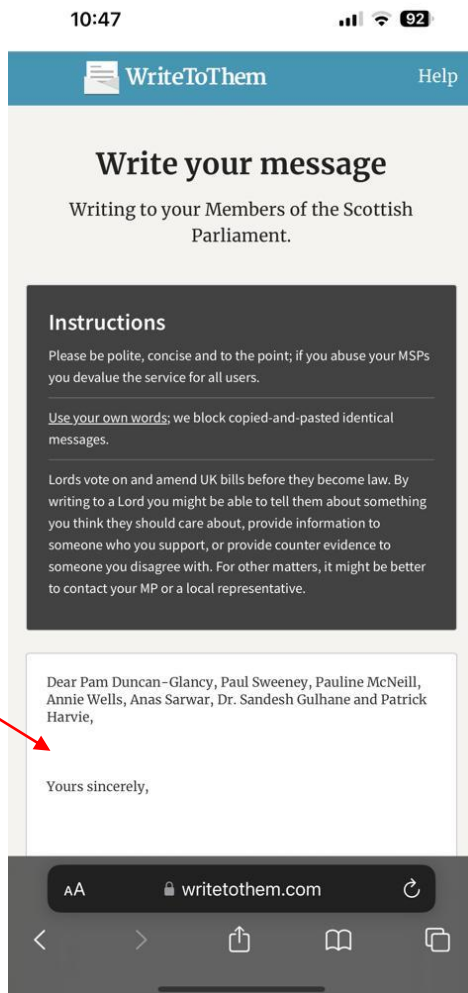 10:47
92
WriteToThem
Help
Write your message
Writing to your Members of the Scottish
Parliament.
Instructions
Please be polite, concise and to the point; if you abuse your MSPs
you devalue the service for all users.
Use your own words; we block copied-and-pasted identical
messages.
Lords vote on and amend UK bills before they become law. By
writing to a Lord you might be able to tell them about something
you think they should care about, provide information to
someone who you support, or provide counter evidence to
someone you disagree with. For other matters, it might be better
to contact your MP or a local representative.
Dear Pam Duncan-Glancy, Paul Sweeney, Pauline McNeill,
Annie Wells, Anas Sarwar, Dr. Sandesh Gulhane and Patrick
Harvie,
Yours sincerely,
AA
writetothem.com